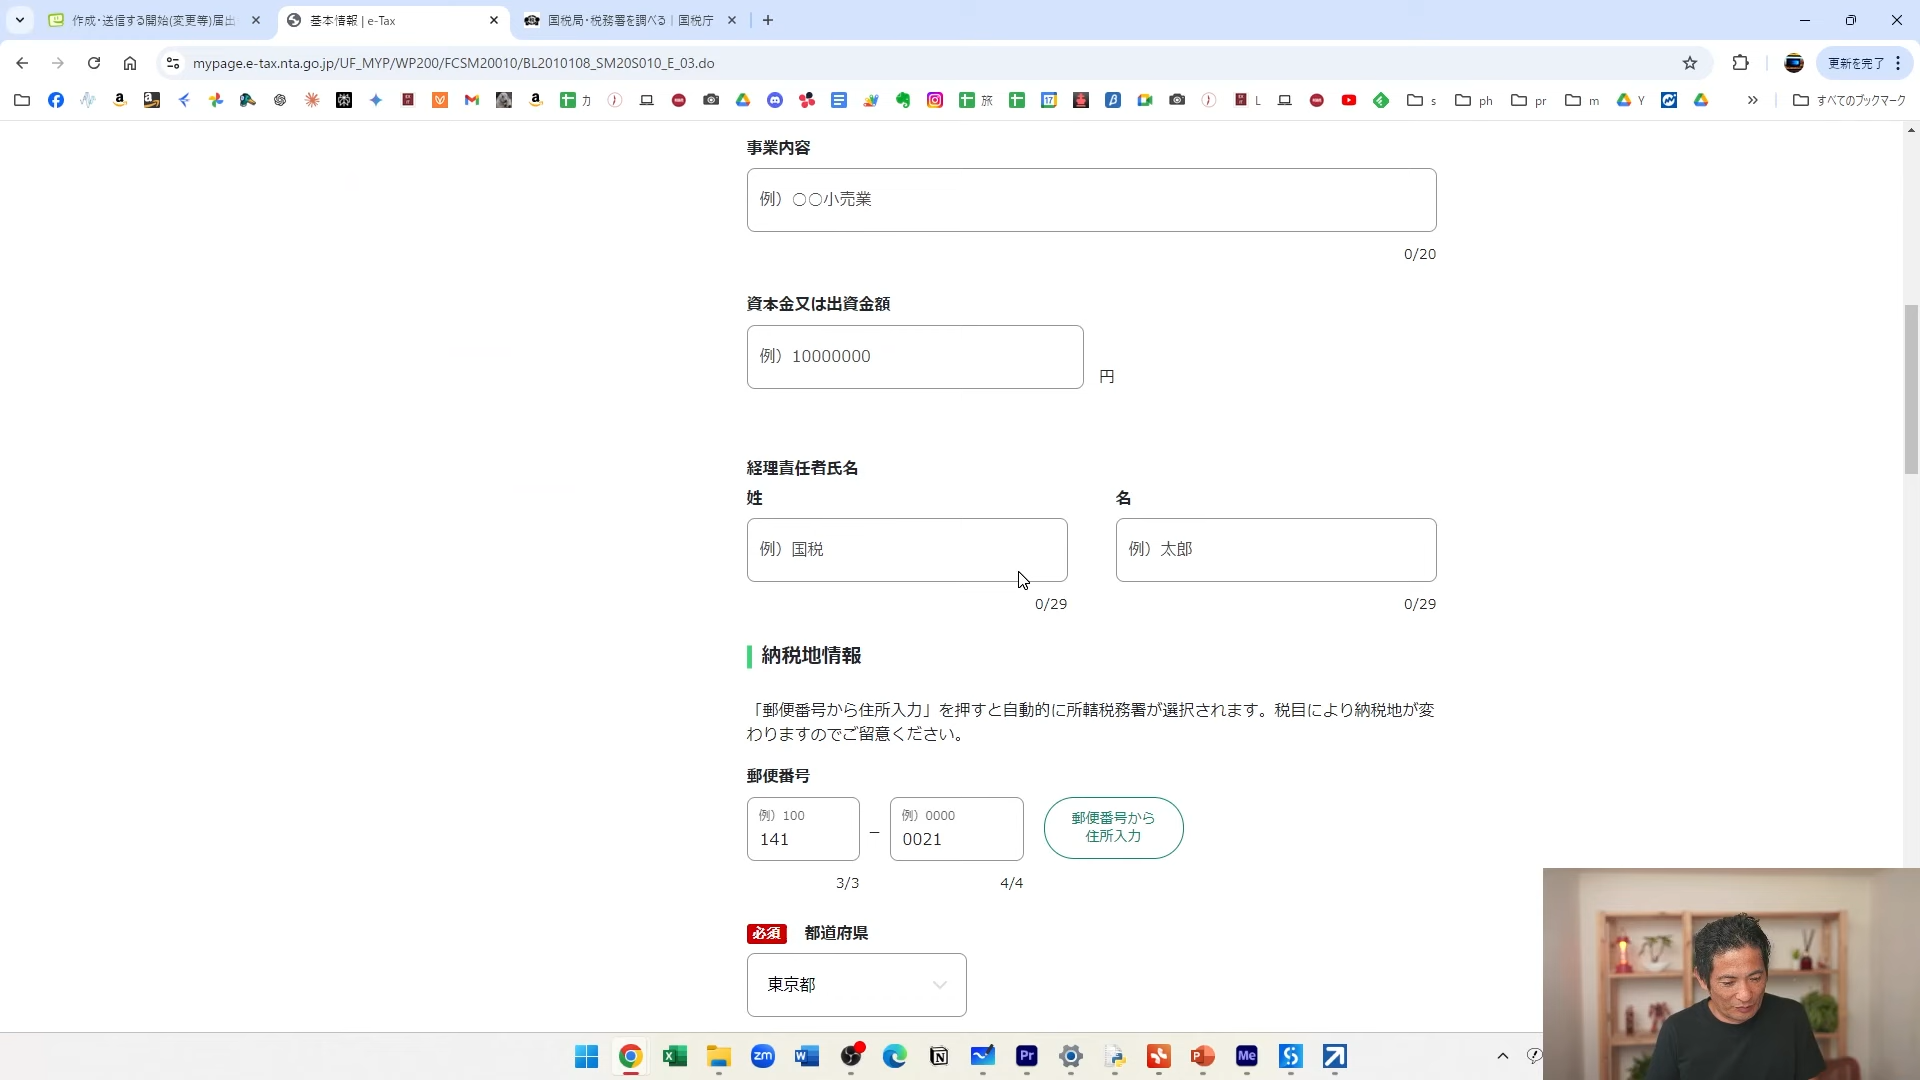 作成・送信する開始(変更等)届出
基本情報 | e-Tax
国税局・税務署を調べる｜国税庁
mypage.e-tax.nta.go.jp/UF_MYP/WP200/FCSM20010/BL2010108_SM20S010_E_03.do
更新を完了
カ
旅
L
s
ph
pr
m
Y
すべてのブックマーク
事業内容
例）○○小売業
0/20
資本金又は出資金額
例）10000000
円
経理責任者氏名
姓
名
例）国税
例）太郎
0/29
0/29
納税地情報
「郵便番号から住所入力」を押すと自動的に所轄税務署が選択されます。税目により納税地が変
わりますのでご留意ください。
郵便番号
例）100
141
–
例）0000
0021
郵便番号から
住所入力
3/3
4/4
必須 都道府県
東京都
zm
Pr
Me